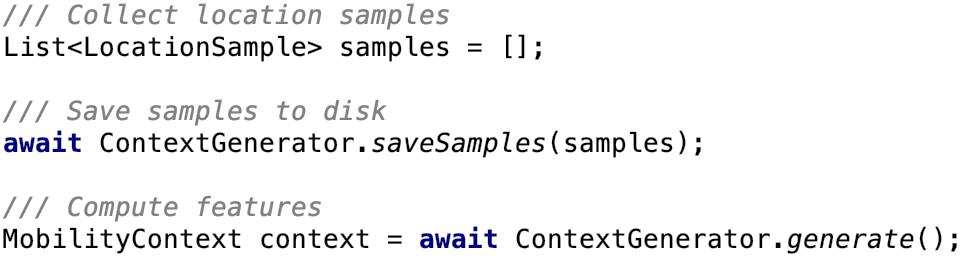 /// Collect location samples
List<LocationSample> samples = [];
/// Save samples to disk
await ContextGenerator.saveSamples(samples);
/// Compute features
MobilityContext context = await ContextGenerator.generate();